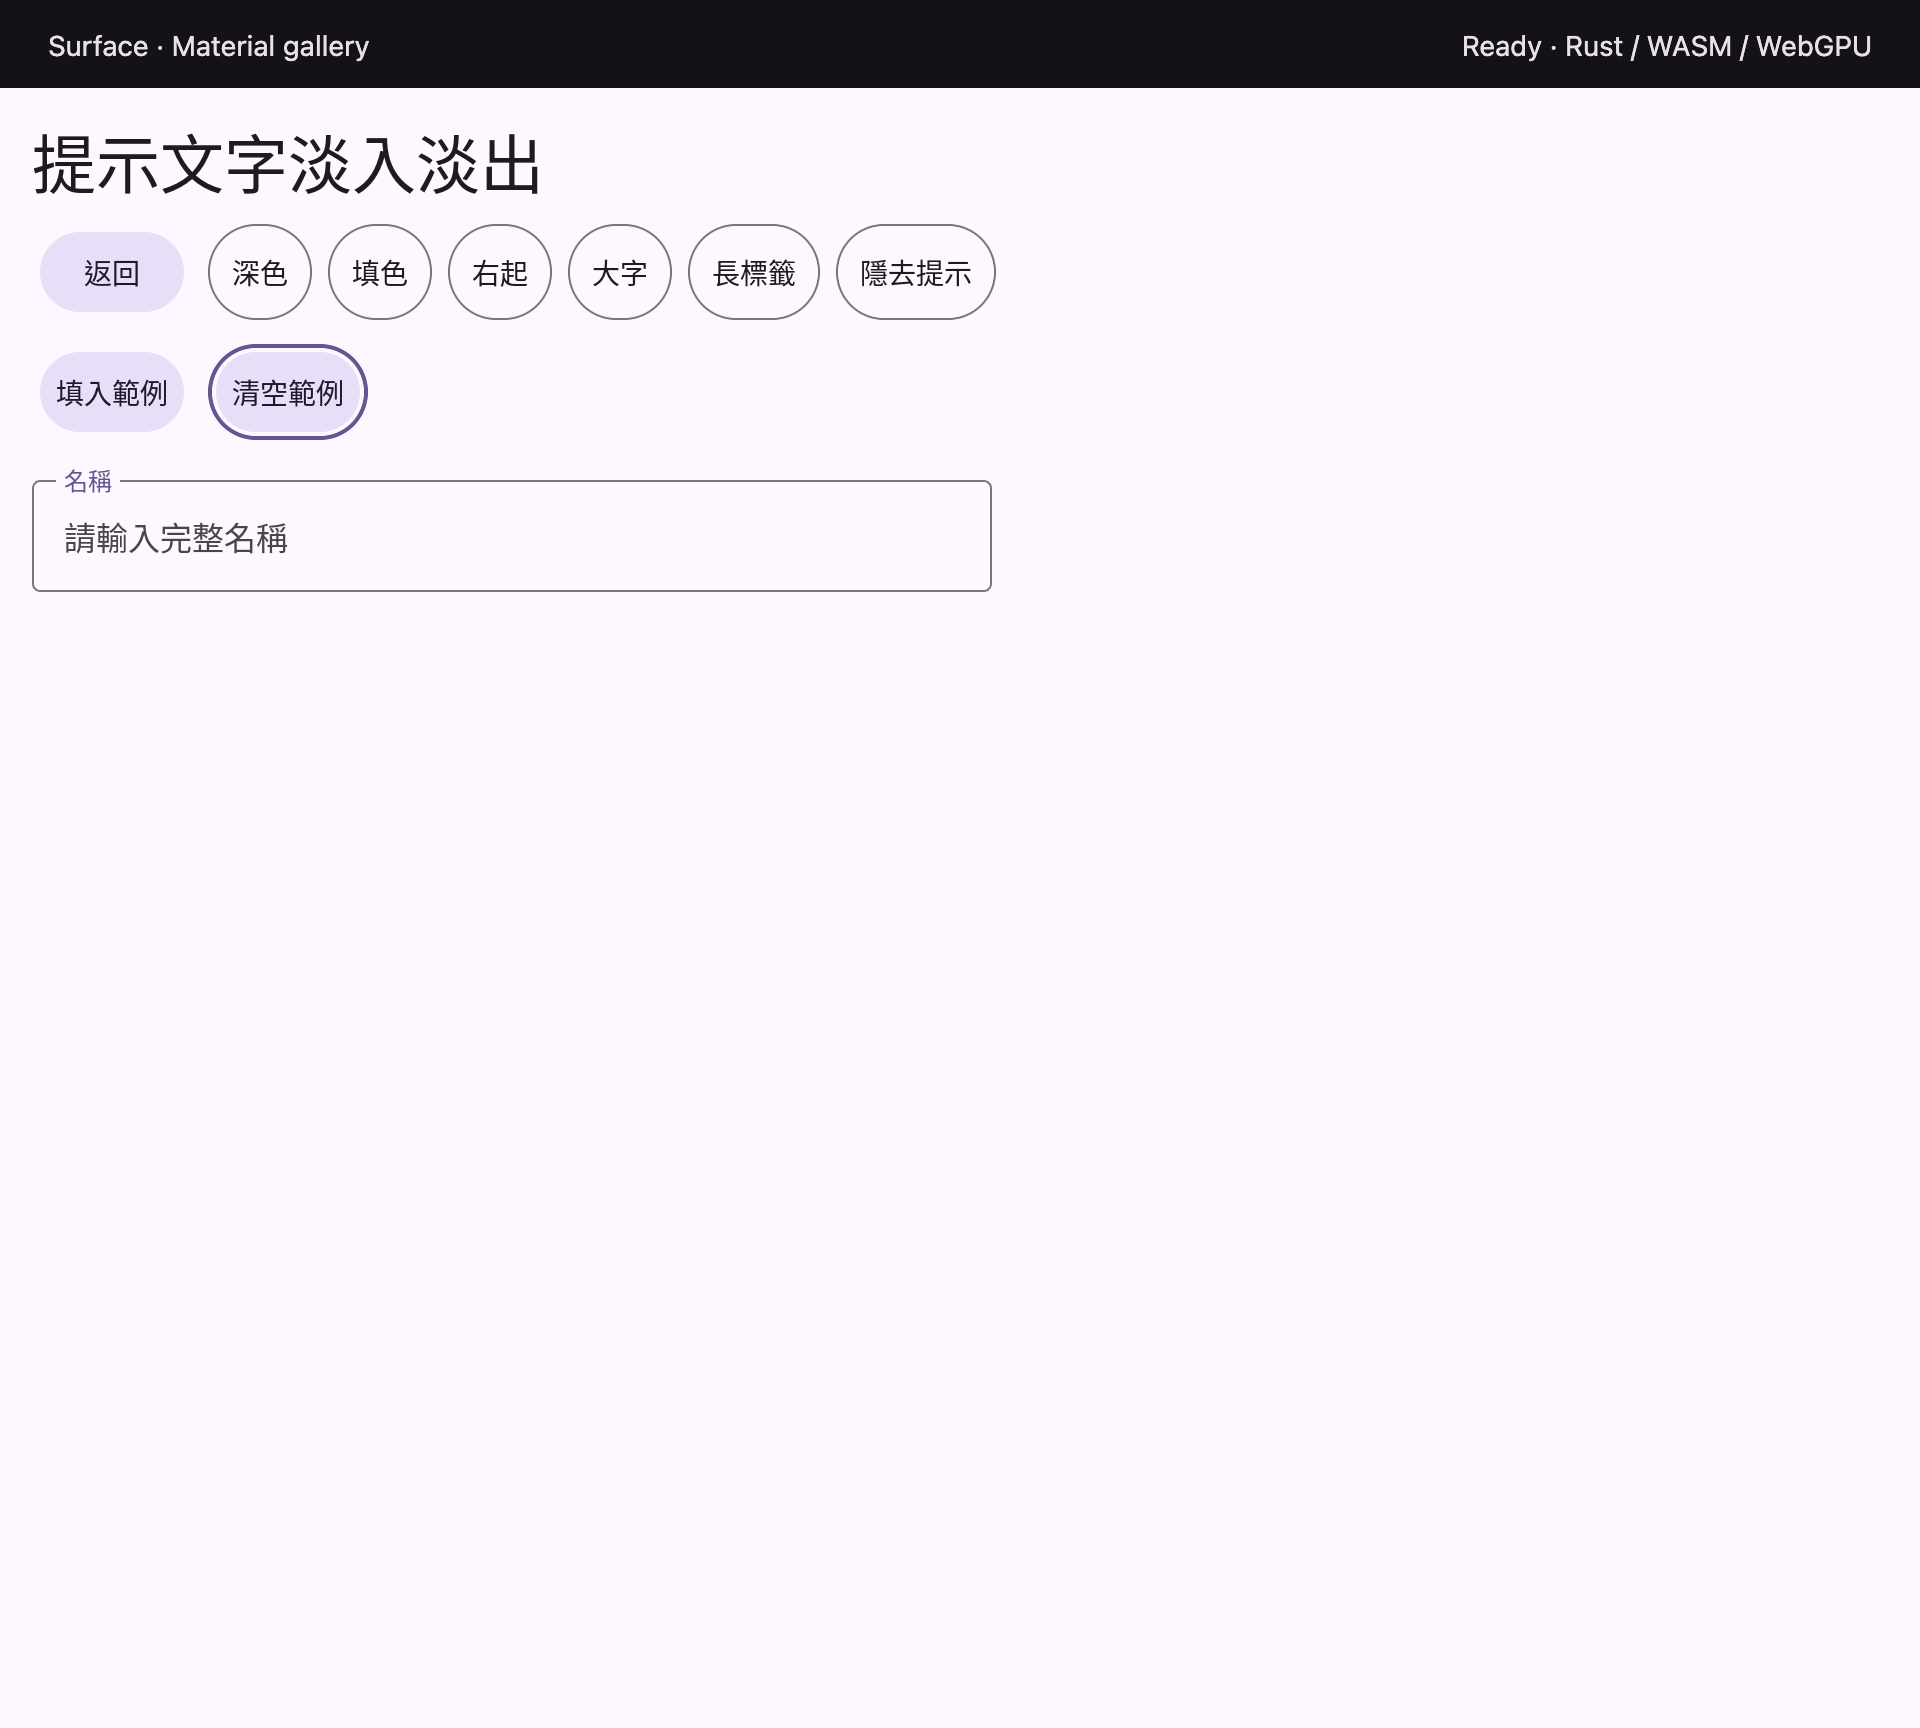 Surface · Material gallery
Ready · Rust / WASM / WebGPU
提示文字淡入淡出
返回 深色 填色 右起 大字 長標籤 隱去提示
填入範例 清空範例
名稱
請輸入完整名稱